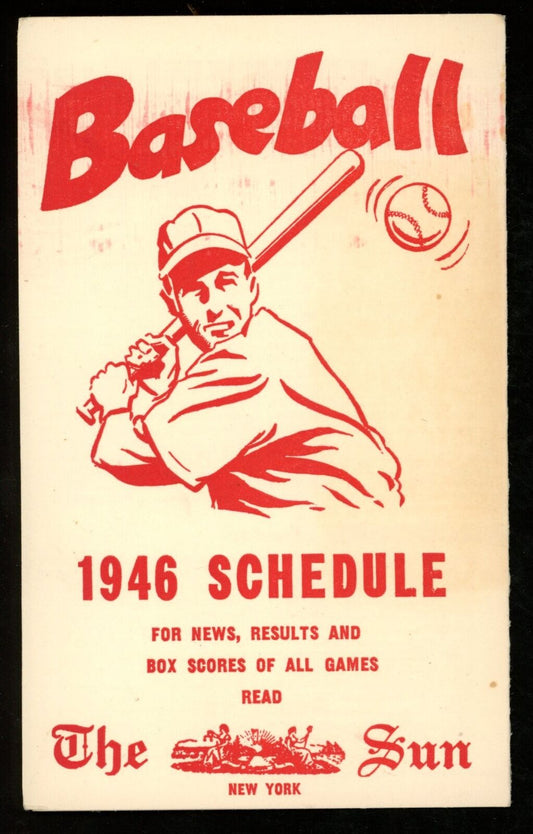 Baseball
1946 SCHEDULE
FOR NEWS, RESULTS AND
BOX SCORES OF ALL GAMES
READ
The Sun
NEW YORK